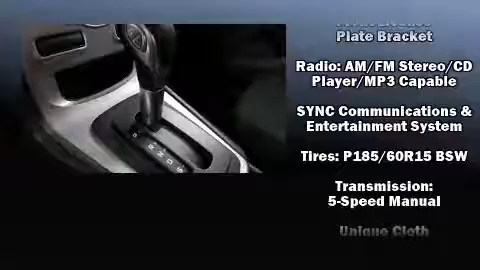 Plate Bracket
Radio: AM/FM Stereo/CD
Player/MP3 Capable
SYNC Communications &
Entertainment System
Tires: P185/60R15 BSW
Transmission:
5-Speed Manual
Unique Cloth